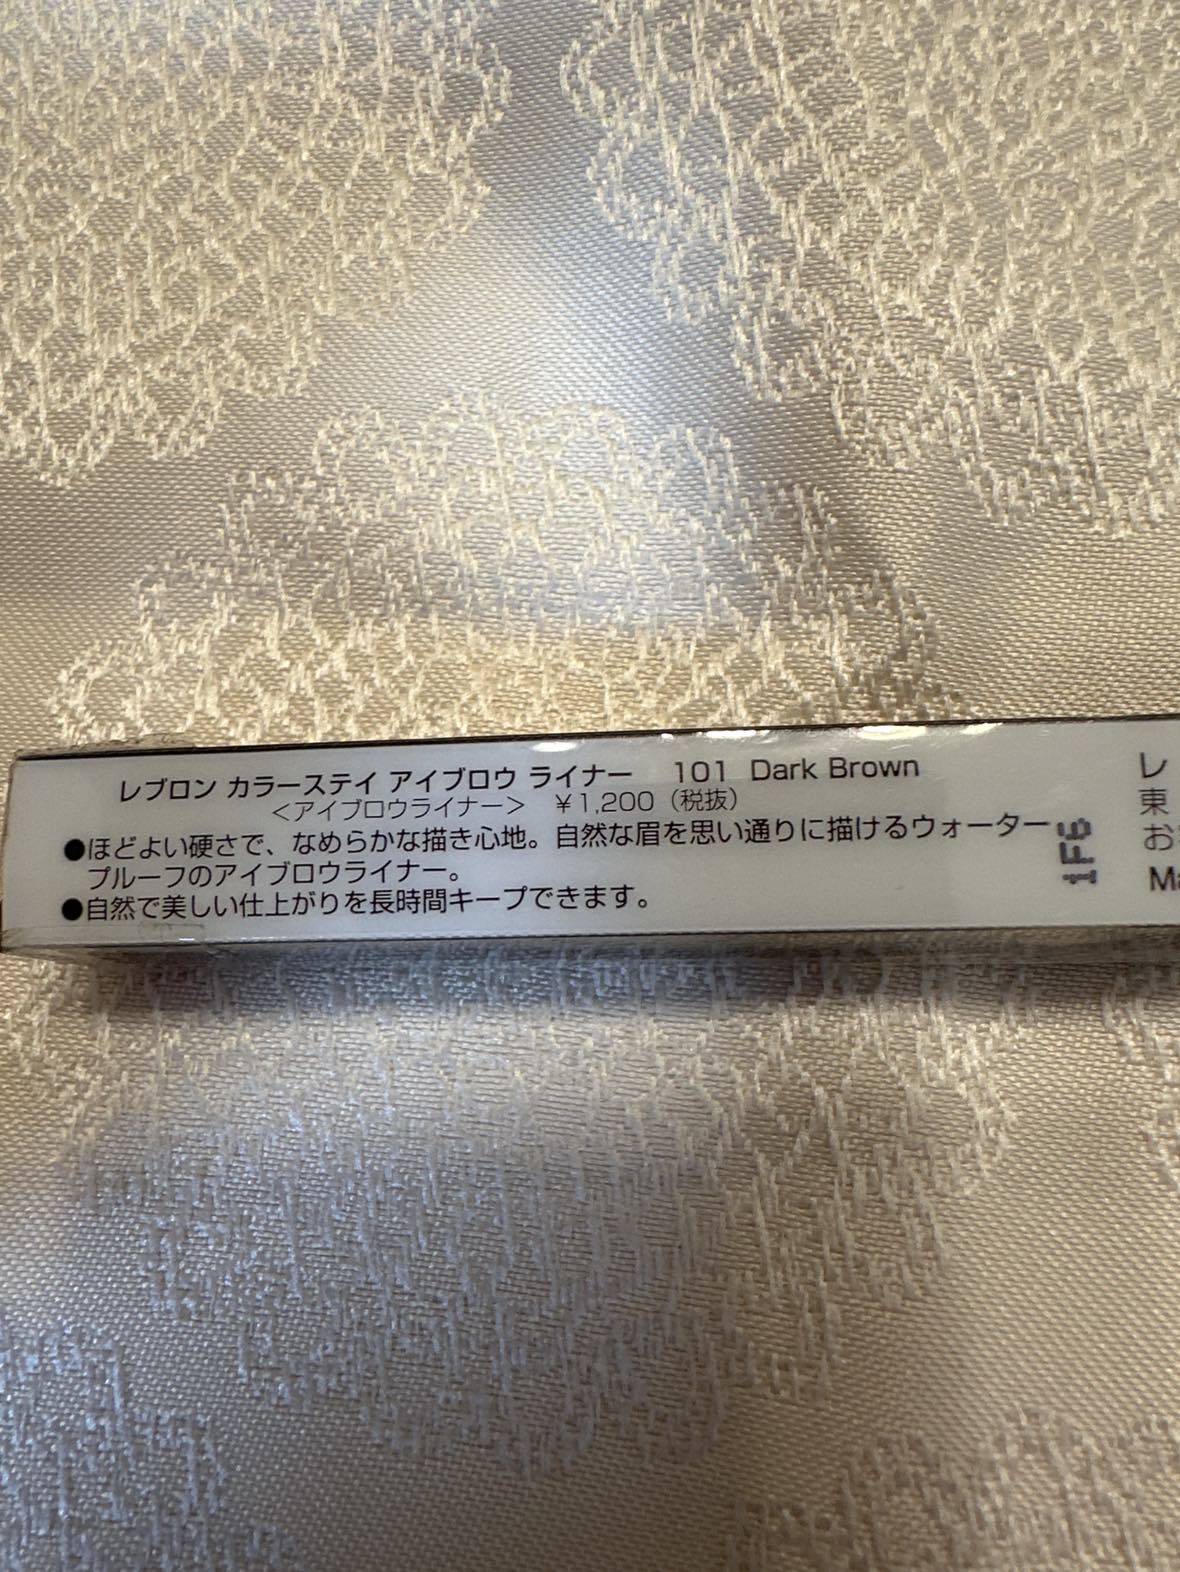 レブロン カラーステイ アイブロウ ライナー 101 Dark Brown
<アイブロウライナー> ¥1,200（税抜）
●ほどよい硬さで、なめらかな描き心地。自然な眉を思い通りに描けるウォーター
プルーフのアイブロウライナー。
●自然で美しい仕上がりを長時間キープできます。
1F6
レ
東
お
Ma